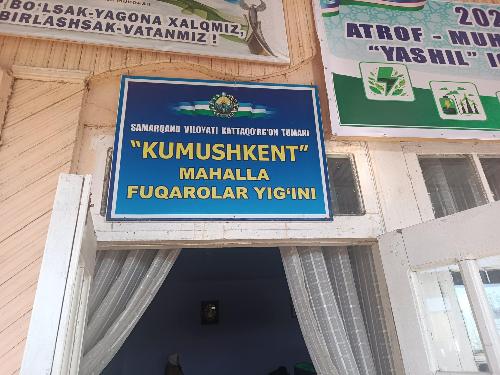 BO'LSAK-YAGONA XALQMIZ,
BIRLASHSAK-VATANMIZ !
SAMARQAND VILOYATI KATTAQO'RG'ON TUMANI
"KUMUSHKENT"
MAHALLA
FUQAROLAR YIG'INI
202
ATROF - MUH
"YASHIL" I